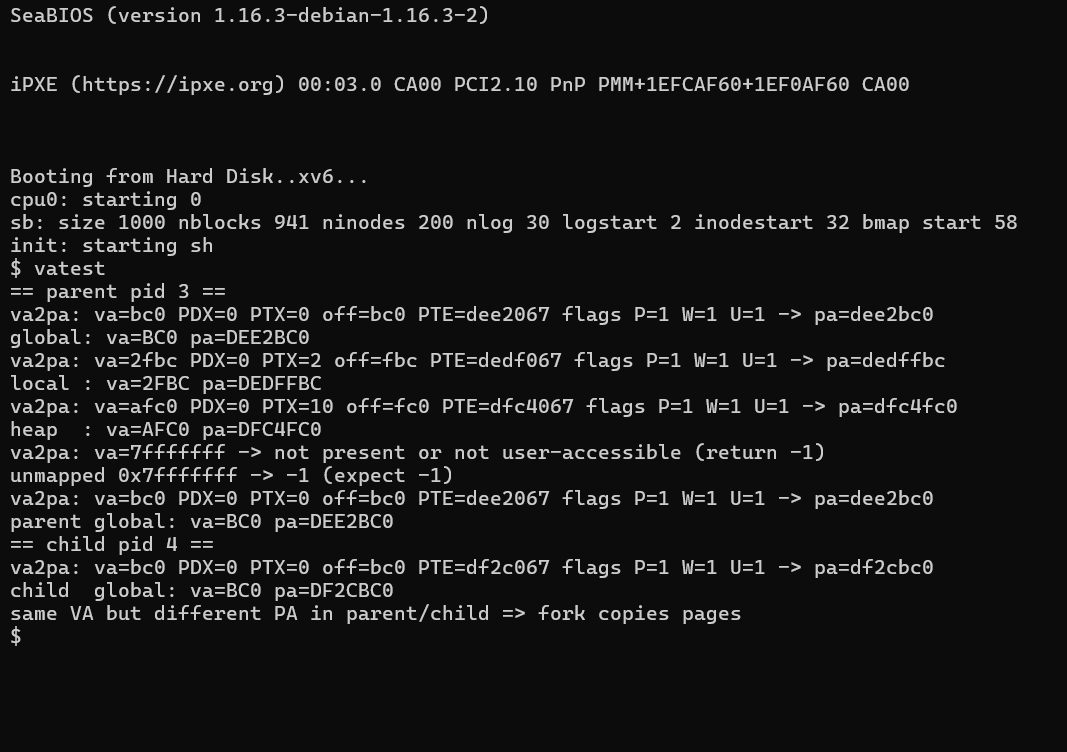 SeaBIOS (version 1.16.3-debian-1.16.3-2)
iPXE (https://ipxe.org) 00:03.0 CA00 PCI2.10 PnP PMM+1EFCAF60+1EF0AF60 CA00
Booting from Hard Disk..xv6...
cpu0: starting 0
sb: size 1000 nblocks 941 ninodes 200 nlog 30 logstart 2 inodestart 32 bmap start 58
init: starting sh
$ vatest
== parent pid 3 ==
va2pa: va=bc0 PDX=0 PTX=0 off=bc0 PTE=dee2067 flags P=1 W=1 U=1 -> pa=dee2bc0
global: va=BC0 pa=DEE2BC0
va2pa: va=2fbc PDX=0 PTX=2 off=fbc PTE=dedf067 flags P=1 W=1 U=1 -> pa=dedffbc
local : va=2FBC pa=DEDFFBC
va2pa: va=afc0 PDX=0 PTX=10 off=fc0 PTE=dfc4067 flags P=1 W=1 U=1 -> pa=dfc4fc0
heap  : va=AFC0 pa=DFC4FC0
va2pa: va=7fffffff -> not present or not user-accessible (return -1)
unmapped 0x7fffffff -> -1 (expect -1)
va2pa: va=bc0 PDX=0 PTX=0 off=bc0 PTE=dee2067 flags P=1 W=1 U=1 -> pa=dee2bc0
parent global: va=BC0 pa=DEE2BC0
== child pid 4 ==
va2pa: va=bc0 PDX=0 PTX=0 off=bc0 PTE=df2c067 flags P=1 W=1 U=1 -> pa=df2cbc0
child  global: va=BC0 pa=DF2CBC0
same VA but different PA in parent/child => fork copies pages
$